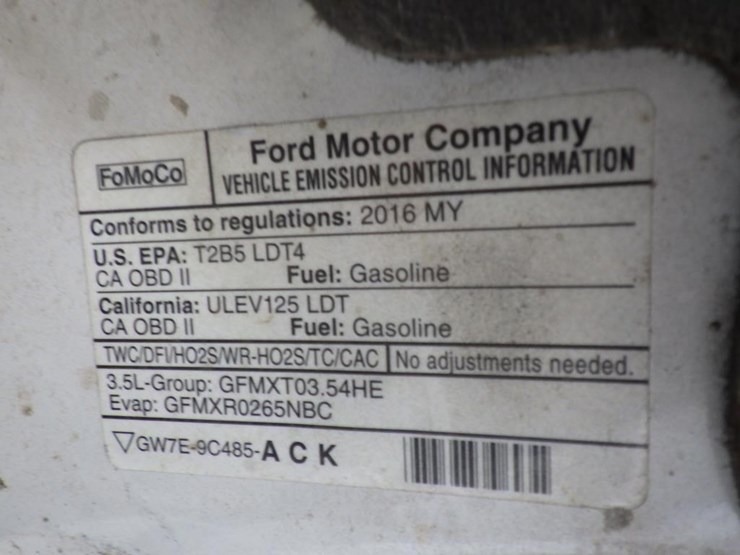 FoMoCo
Ford Motor Company
VEHICLE EMISSION CONTROL INFORMATION
Conforms to regulations: 2016 MY
U.S. EPA: T2B5 LDT4
CA OBD II Fuel: Gasoline
California: ULEV125 LDT
CA OBD II Fuel: Gasoline
TWC/DFI/HO2S/WR-HO2S/TC/CAC No adjustments needed.
3.5L-Group: GFMXT03.54HE
Evap: GFMXR0265NBC
GW7E-9C485-A C K